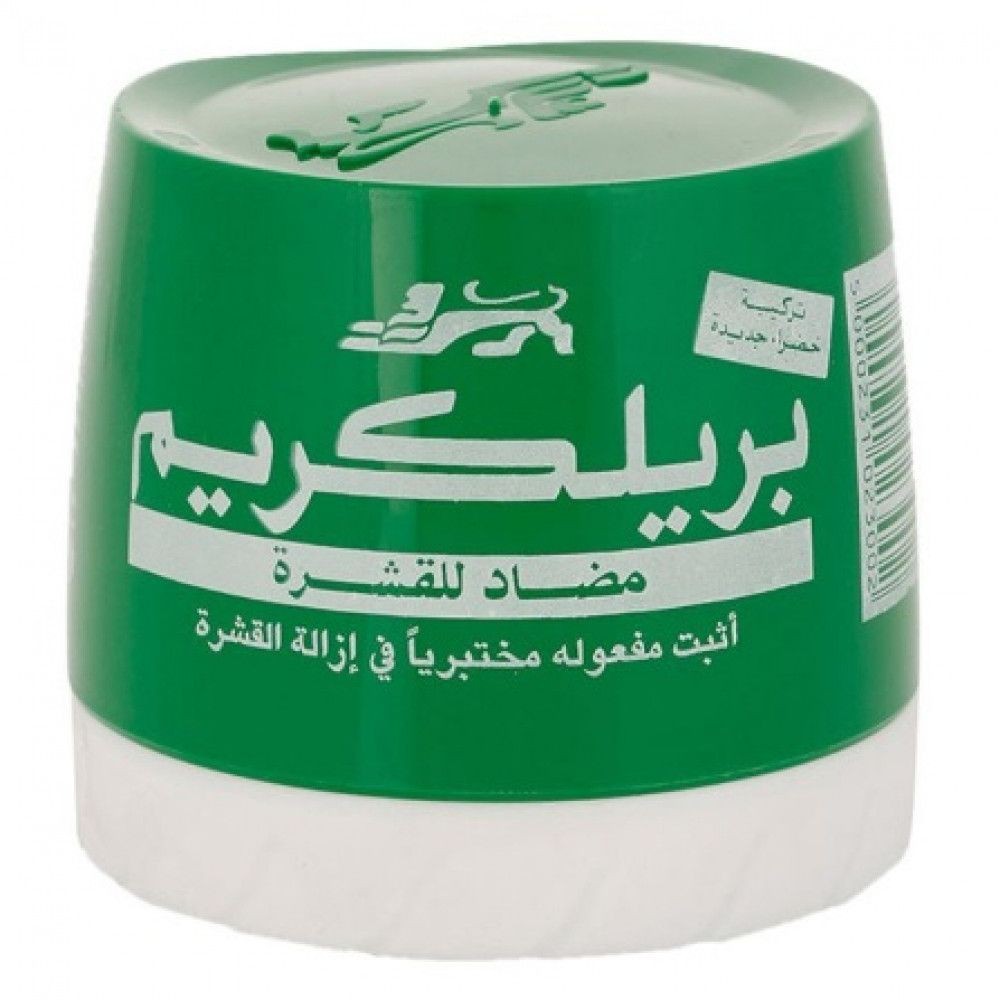 تركيبة
خضراء جديدة
بريلكريم
مضاد للقشرة
أثبت مفعوله مختبرياً في إزالة القشرة